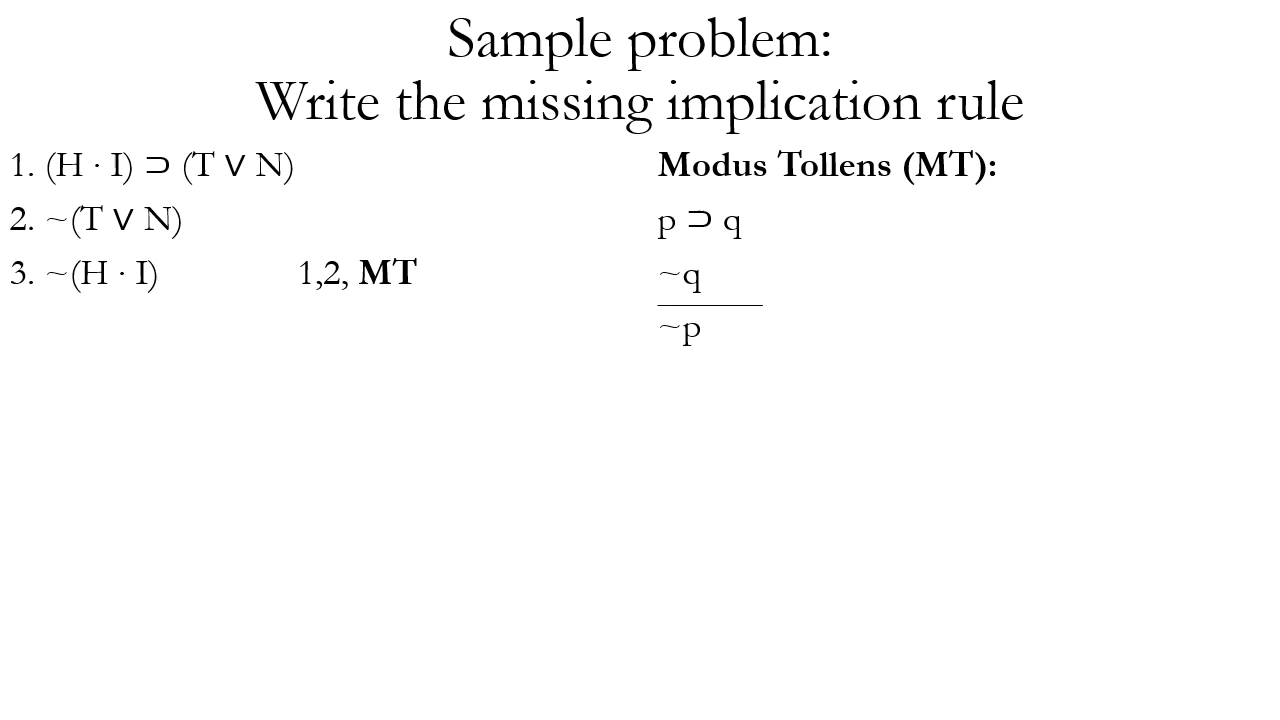 Sample problem:
Write the missing implication rule
1. (H · I) ⊃ (T ∨ N)
2. ~(T ∨ N)
3. ~(H · I) 1,2, MT
Modus Tollens (MT):
p ⊃ q
~q
~p